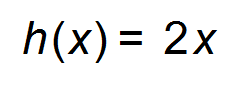 h(x) = 2x